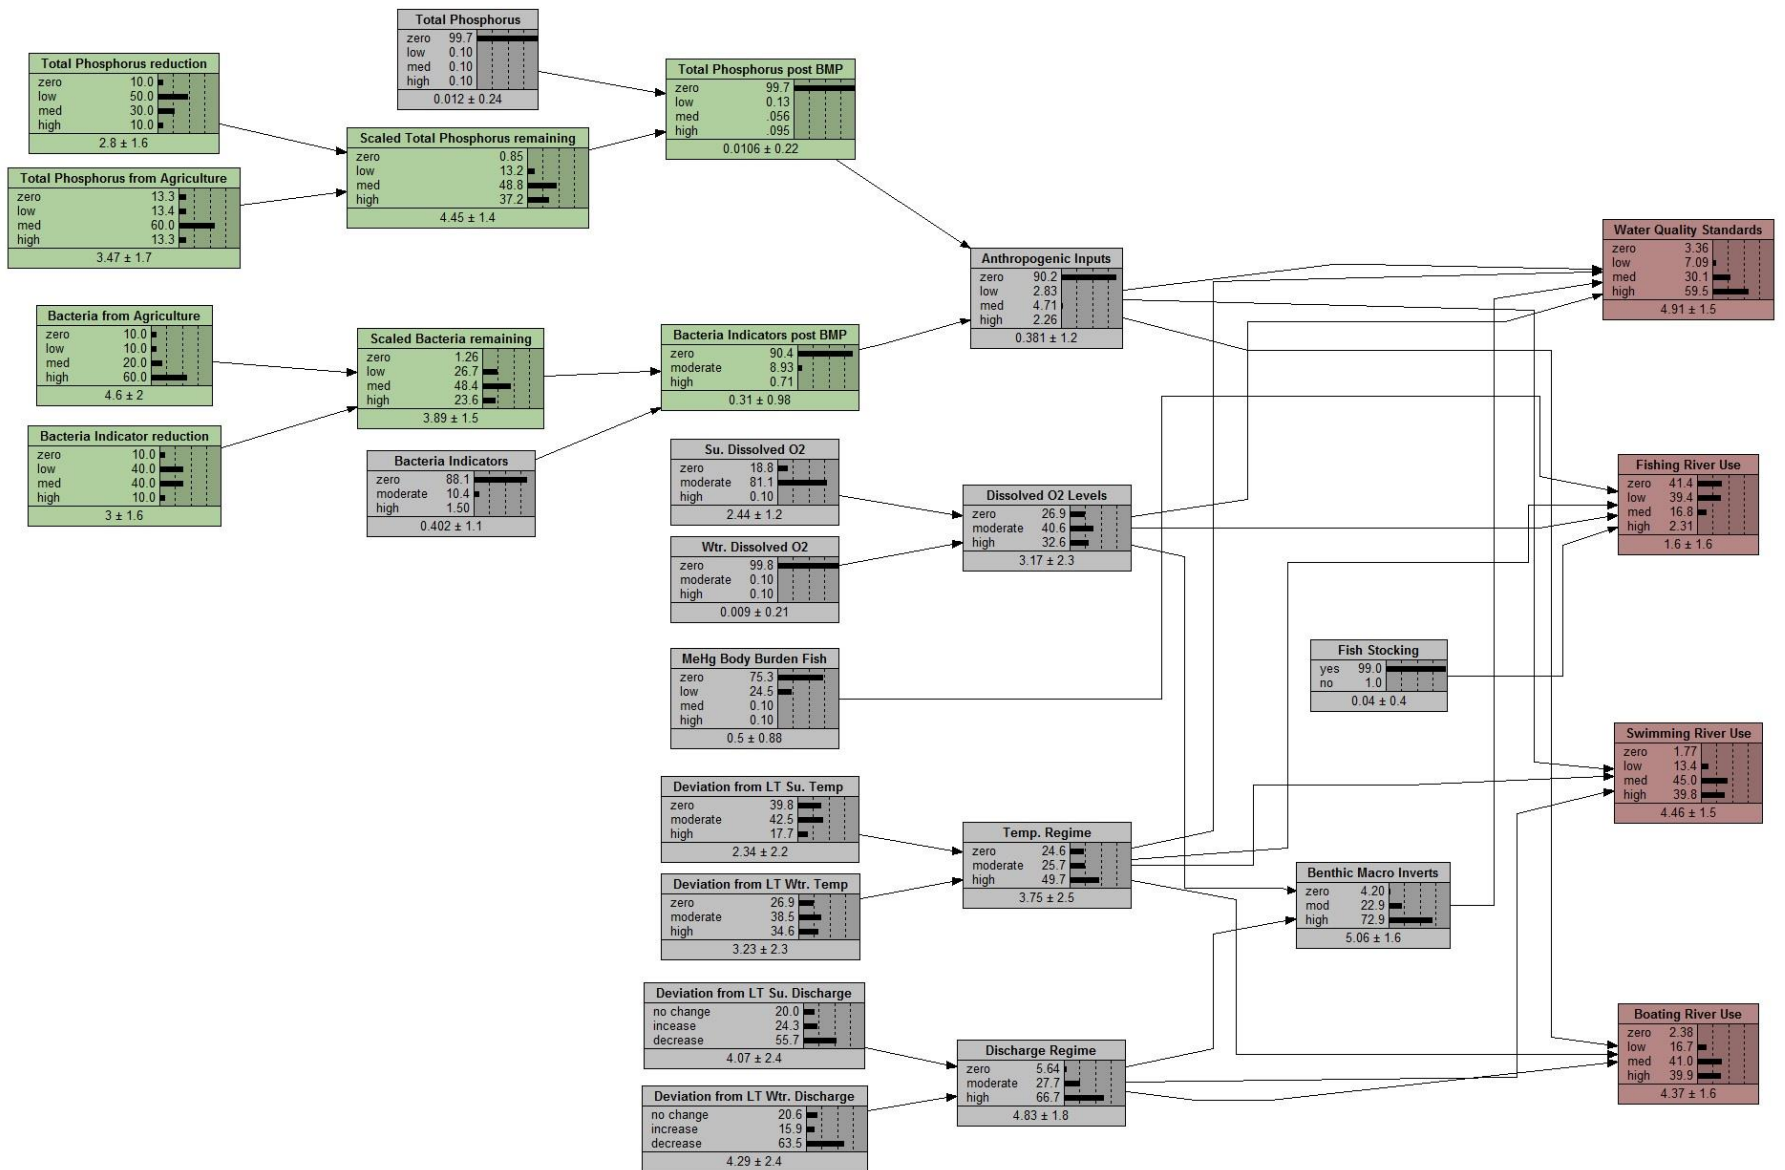 Total Phosphorus
zero 99.7
low 0.10
med 0.10
high 0.10
0.012 ± 0.24
Total Phosphorus reduction
zero 10.0
low 50.0
med 30.0
high 10.0
2.8 ± 1.6
Total Phosphorus post BMP
zero 99.7
low 0.13
med .056
high .095
0.0106 ± 0.22
Scaled Total Phosphorus remaining
zero 0.85
low 13.2
med 48.8
high 37.2
4.45 ± 1.4
Total Phosphorus from Agriculture
zero 13.3
low 13.4
med 60.0
high 13.3
3.47 ± 1.7
Anthropogenic Inputs
zero 90.2
low 2.83
med 4.71
high 2.26
0.381 ± 1.2
Water Quality Standards
zero 3.36
low 7.09
med 30.1
high 59.5
4.91 ± 1.5
Bacteria from Agriculture
zero 10.0
low 10.0
med 20.0
high 60.0
4.6 ± 2
Scaled Bacteria remaining
zero 1.26
low 26.7
med 48.4
high 23.6
3.89 ± 1.5
Bacteria Indicators post BMP
zero 90.4
moderate 8.93
high 0.71
0.31 ± 0.98
Bacteria Indicator reduction
zero 10.0
low 40.0
med 40.0
high 10.0
3 ± 1.6
Bacteria Indicators
zero 88.1
moderate 10.4
high 1.50
0.402 ± 1.1
Su. Dissolved O2
zero 18.8
moderate 81.1
high 0.10
2.44 ± 1.2
Dissolved O2 Levels
zero 26.9
moderate 40.6
high 32.6
3.17 ± 2.3
Fishing River Use
zero 41.4
low 39.4
med 16.8
high 2.31
1.6 ± 1.6
Wtr. Dissolved O2
zero 99.8
moderate 0.10
high 0.10
0.009 ± 0.21
MeHg Body Burden Fish
zero 75.3
low 24.5
med 0.10
high 0.10
0.5 ± 0.88
Fish Stocking
yes 99.0
no 1.0
0.04 ± 0.4
Swimming River Use
zero 1.77
low 13.4
med 45.0
high 39.8
4.46 ± 1.5
Deviation from LT Su. Temp
zero 39.8
moderate 42.5
high 17.7
2.34 ± 2.2
Temp. Regime
zero 24.6
moderate 25.7
high 49.7
3.75 ± 2.5
Deviation from LT Wtr. Temp
zero 26.9
moderate 38.5
high 34.6
3.23 ± 2.3
Benthic Macro Inverts
zero 4.20
mod 22.9
high 72.9
5.06 ± 1.6
Deviation from LT Su. Discharge
no change 20.0
incease 24.3
decrease 55.7
4.07 ± 2.4
Discharge Regime
zero 5.64
moderate 27.7
high 66.7
4.83 ± 1.8
Boating River Use
zero 2.38
low 16.7
med 41.0
high 39.9
4.37 ± 1.6
Deviation from LT Wtr. Discharge
no change 20.6
increase 15.9
decrease 63.5
4.29 ± 2.4